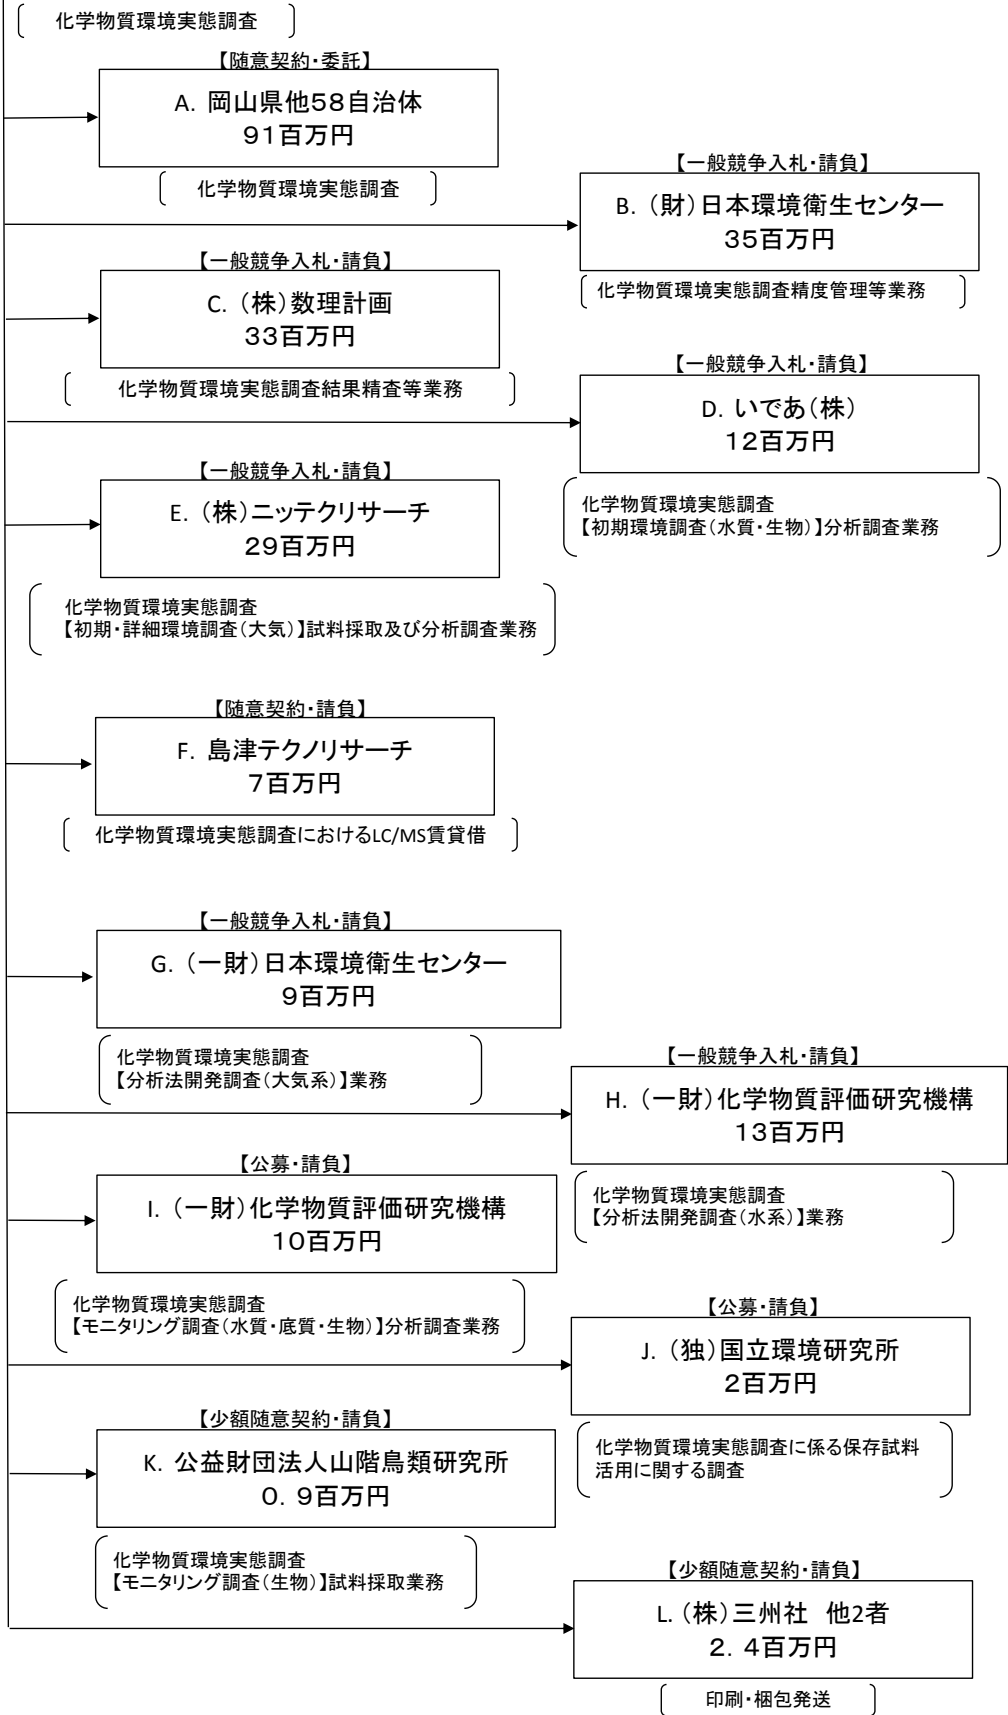 化学物質環境実態調査
【随意契約・委託】
A. 岡山県他58自治体
91百万円
化学物質環境実態調査
【一般競争入札・請負】
B. （財）日本環境衛生センター
35百万円
化学物質環境実態調査精度管理等業務
【一般競争入札・請負】
C. （株）数理計画
33百万円
化学物質環境実態調査結果精査等業務
【一般競争入札・請負】
D. いであ（株）
12百万円
化学物質環境実態調査
【初期環境調査（水質・生物）】分析調査業務
【一般競争入札・請負】
E. （株）ニッテクリサーチ
29百万円
化学物質環境実態調査
【初期・詳細環境調査（大気）】試料採取及び分析調査業務
【随意契約・請負】
F. 島津テクノリサーチ
7百万円
化学物質環境実態調査におけるLC/MS賃貸借
【一般競争入札・請負】
G. （一財）日本環境衛生センター
9百万円
化学物質環境実態調査
【分析法開発調査（大気系）】業務
【一般競争入札・請負】
H. （一財）化学物質評価研究機構
13百万円
化学物質環境実態調査
【分析法開発調査（水系）】業務
【公募・請負】
I. （一財）化学物質評価研究機構
10百万円
化学物質環境実態調査
【モニタリング調査（水質・底質・生物）】分析調査業務
【公募・請負】
J. （独）国立環境研究所
2百万円
化学物質環境実態調査に係る保存試料
活用に関する調査
【少額随意契約・請負】
K. 公益財団法人山階鳥類研究所
0. 9百万円
化学物質環境実態調査
【モニタリング調査（生物）】試料採取業務
【少額随意契約・請負】
L. （株）三州社　他2者
2. 4百万円
印刷・梱包発送